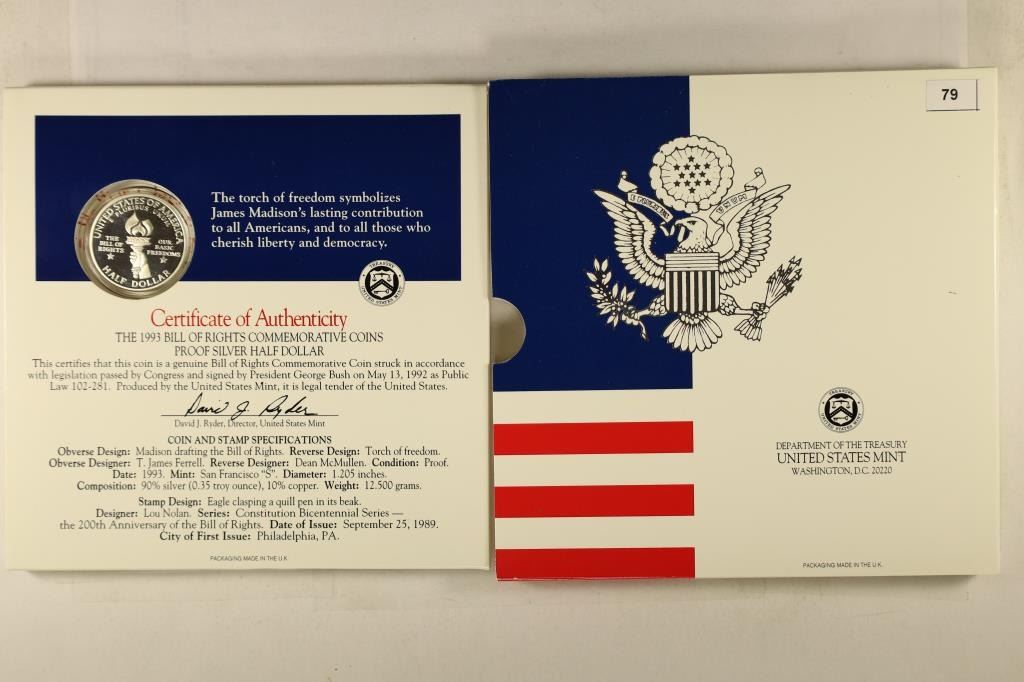 UNITED STATES OF AMERICA
PLURIBUS UNUM
THE
BILL OF
RIGHTS
OUR
BASIC
FREEDOMS
HALF DOLLAR
The torch of freedom symbolizes
James Madison's lasting contribution
to all Americans, and to all those who
cherish liberty and democracy.
Certificate of Authenticity
THE 1993 BILL OF RIGHTS COMMEMORATIVE COINS
PROOF SILVER HALF DOLLAR
This certifies that this coin is a genuine Bill of Rights Commemorative Coin struck in accordance
with legislation passed by Congress and signed by President George Bush on May 13, 1992 as Public
Law 102-281. Produced by the United States Mint, it is legal tender of the United States.
David J. Ryder
David J. Ryder, Director, United States Mint
COIN AND STAMP SPECIFICATIONS
Obverse Design: Madison drafting the Bill of Rights. Reverse Design: Torch of freedom.
Obverse Designer: T. James Ferrell. Reverse Designer: Dean McMullen. Condition: Proof.
Date: 1993. Mint: San Francisco "S". Diameter: 1.205 inches.
Composition: 90% silver (0.35 troy ounce), 10% copper. Weight: 12.500 grams.
Stamp Design: Eagle clasping a quill pen in its beak.
Designer: Lou Nolan. Series: Constitution Bicentennial Series —
the 200th Anniversary of the Bill of Rights. Date of Issue: September 25, 1989.
City of First Issue: Philadelphia, PA.
PACKAGING MADE IN THE U.K.
79
DEPARTMENT OF THE TREASURY
UNITED STATES MINT
WASHINGTON, D.C. 20220
PACKAGING MADE IN THE U.K.